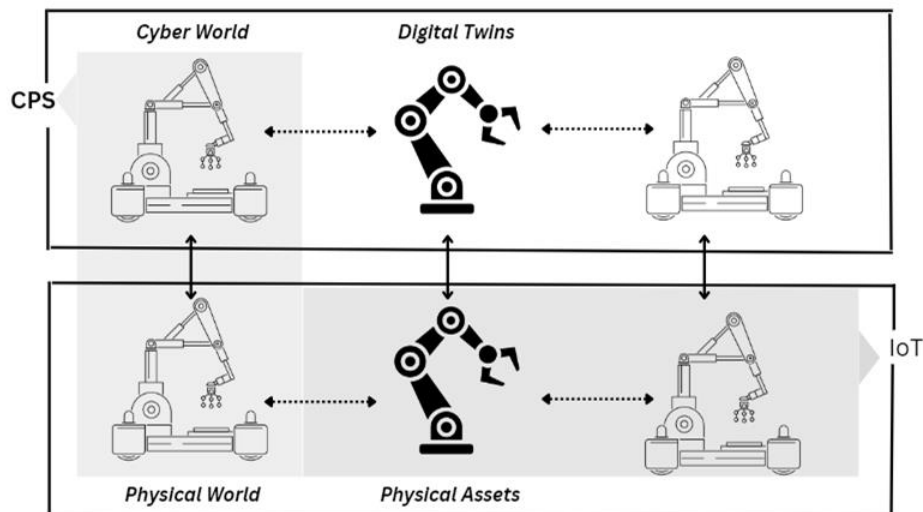 Cyber World
Digital Twins
CPS
IoT
Physical World
Physical Assets